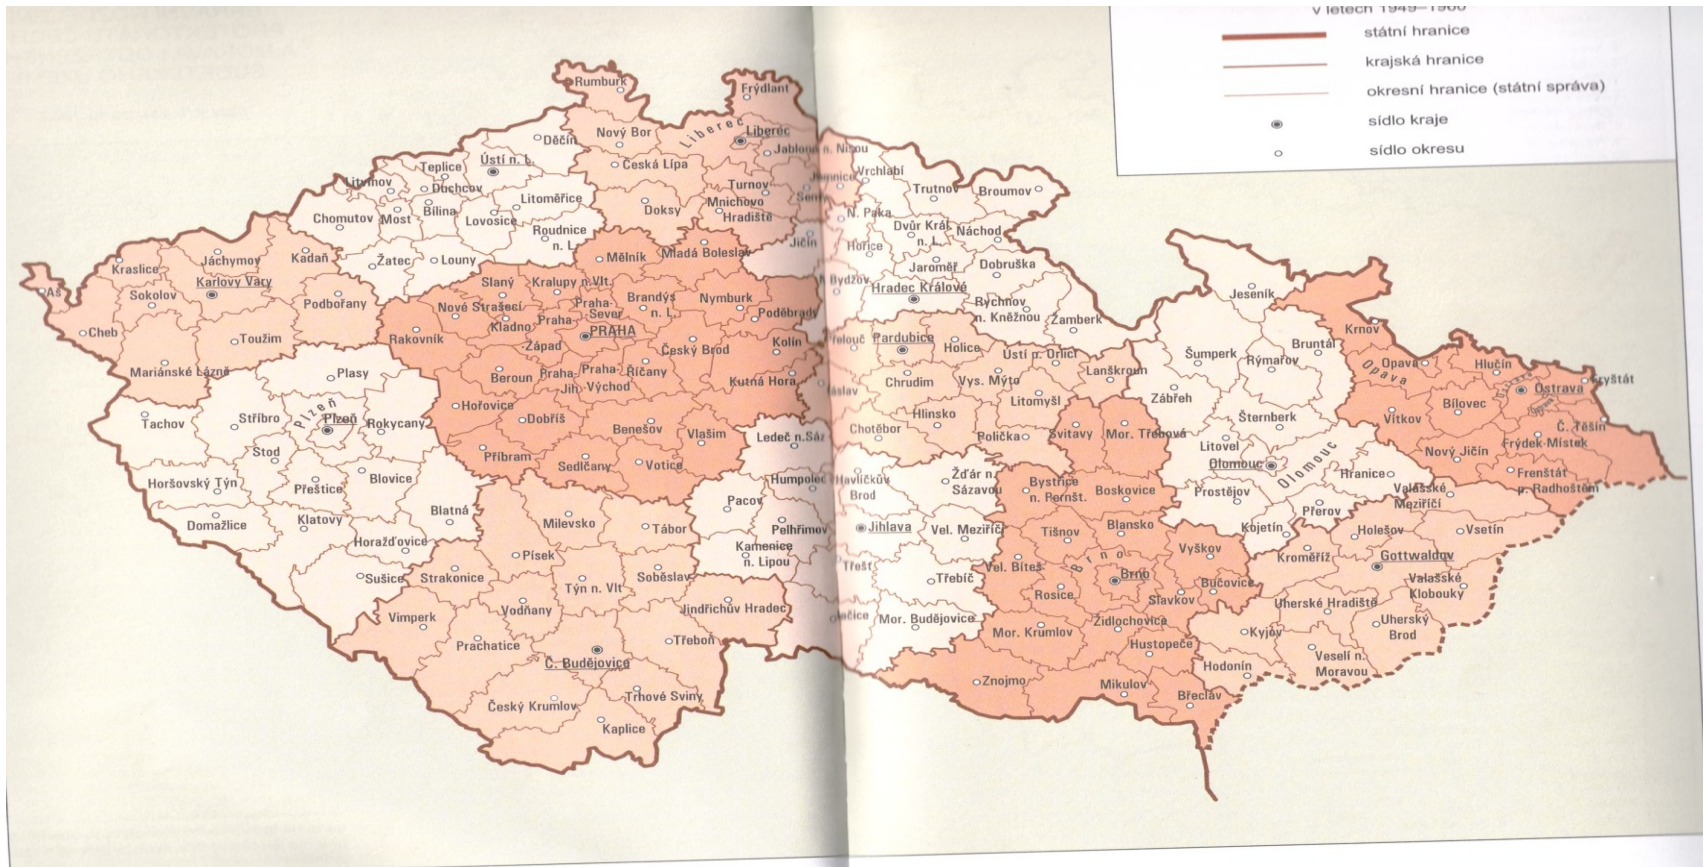 v letech 1949–1960
státní hranice
krajská hranice
okresní hranice (státní správa)
sídlo kraje
sídlo okresu
Rumburk
Frýdlant
Děčín
Nový Bor
Liberec
Liberec
Jablonec n. Nisou
Ústí n. L.
Teplice
Česká Lípa
Litvínov
Duchcov
Vrchlabí
Trutnov
Broumov
Turnov
Chomutov
Most
Bílina
Lovosice
Litoměřice
Doksy
Mnichovo
Hradiště
N. Paka
Roudnice
n. L.
Dvůr Král.
n. L.
Náchod
Jičín
Hořice
Kraslice
Jáchymov
Kadaň
Žatec
Louny
Mělník
Mladá Boleslav
Jaroměř
Dobruška
Aš
Sokolov
Karlovy Vary
Podbořany
Slaný
Kralupy n.Vlt.
Bydžov
Hradec Králové
Jeseník
Nové Strašecí
Praha-
Sever
Brandýs
n. L.
Nymburk
Poděbrady
Rychnov
n. Kněžnou
Žamberk
Cheb
Toužim
Rakovník
Kladno
Praha-
Západ
PRAHA
Český Brod
Kolín
Pardubice
Holice
Ústí n. Orlicí
Krnov
Bruntál
Šumperk
Rýmařov
Mariánské Lázně
Plasy
Beroun
Praha-
Jih.
Praha-
Východ
Říčany
Kutná Hora
Chrudim
Vys. Mýto
Lanškroun
Opava
Opava
Hlučín
Ostrava
Fryštát
Tachov
Stříbro
Plzeň
Plzeň
Rokycany
Hořovice
Dobříš
Benešov
Vlašim
Ledeč n.Sáz.
Chotěbor
Hlinsko
Litomyšl
Polička
Svitavy
Mor. Třebová
Zábřeh
Šternberk
Litovel
Vítkov
Bílovec
Č. Těšín
Frýdek-Místek
Stod
Příbram
Sedlčany
Votice
Humpolec
Havlíčkův
Brod
Žďár n.
Sázavou
Bystřice
n. Pernšt.
Boskovice
Olomouc
Olomouc
Hranice
Nový Jičín
Frenštát
p. Radhoštěm
Horšovský Týn
Přeštice
Blovice
Pacov
Prostějov
Přerov
Valašské
Meziříčí
Domažlice
Klatovy
Blatná
Milevsko
Tábor
Pelhřimov
Jihlava
Vel. Meziříčí
Tišnov
Blansko
Kojetín
Holešov
Vsetín
Horažďovice
Písek
Kamenice
n. Lipou
Třešť
Vel. Bíteš
Brno
Brno
Vyškov
Kroměříž
Gottwaldov
Sušice
Strakonice
Týn n. Vlt
Soběslav
Třebíč
Rosice
Slavkov
Bučovice
Valašské
Klobouky
Vimperk
Vodňany
Jindřichův Hradec
Mor. Budějovice
Mor. Krumlov
Židlochovice
Uherské Hradiště
Uherský
Brod
Prachatice
Č. Budějovice
Třeboň
Hustopeče
Kyjov
Veselí n.
Moravou
Hodonín
Český Krumlov
Trhové Sviny
Kaplice
Znojmo
Mikulov
Břeclav